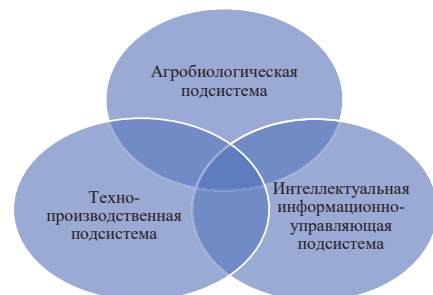 Агробиологическая
подсистема
Техно-
производственная
подсистема
Интеллектуальная
информационно-
управляющая
подсистема